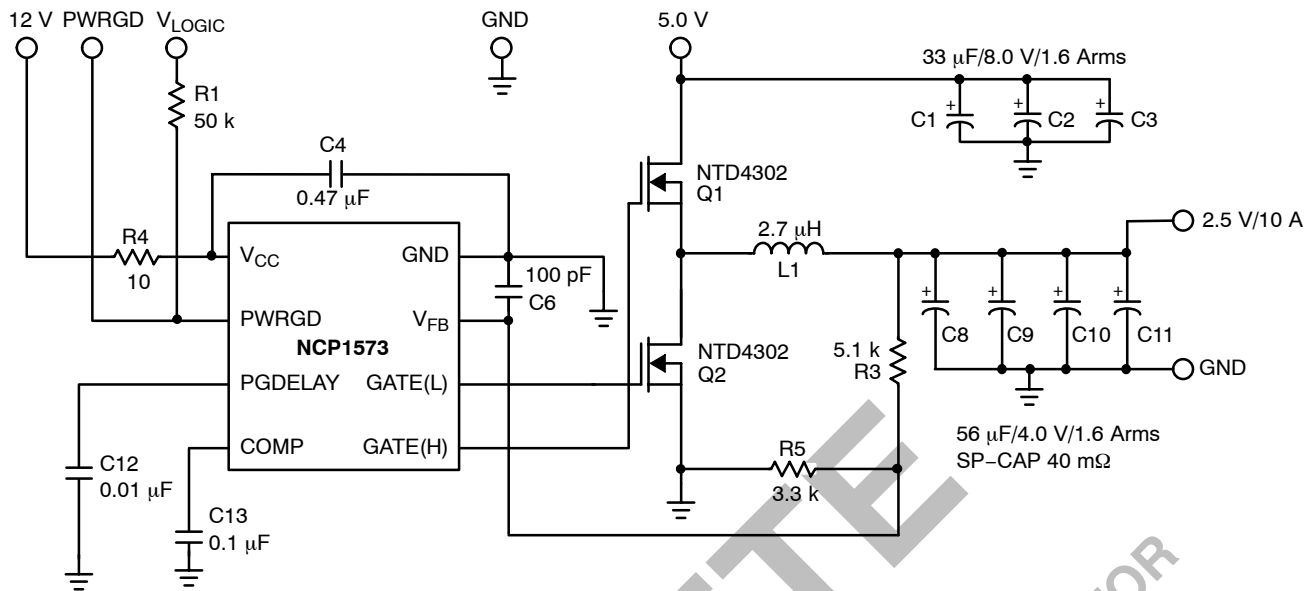 12 V PWRGD V_LOGIC GND 5.0 V
33 μF/8.0 V/1.6 Arms
R1
50 k
C1 + C2 + C3 +
C4
0.47 μF
NTD4302
Q1
2.5 V/10 A
R4
10
V_CC GND
100 pF
C6
2.7 μH
L1
PWRGD V_FB
NCP1573
C8 + C9 + C10 + C11 +
NTD4302
Q2
5.1 k
R3
GND
PGDELAY GATE(L)
COMP GATE(H)
56 μF/4.0 V/1.6 Arms
SP−CAP 40 mΩ
C12
0.01 μF
R5
3.3 k
C13
0.1 μF